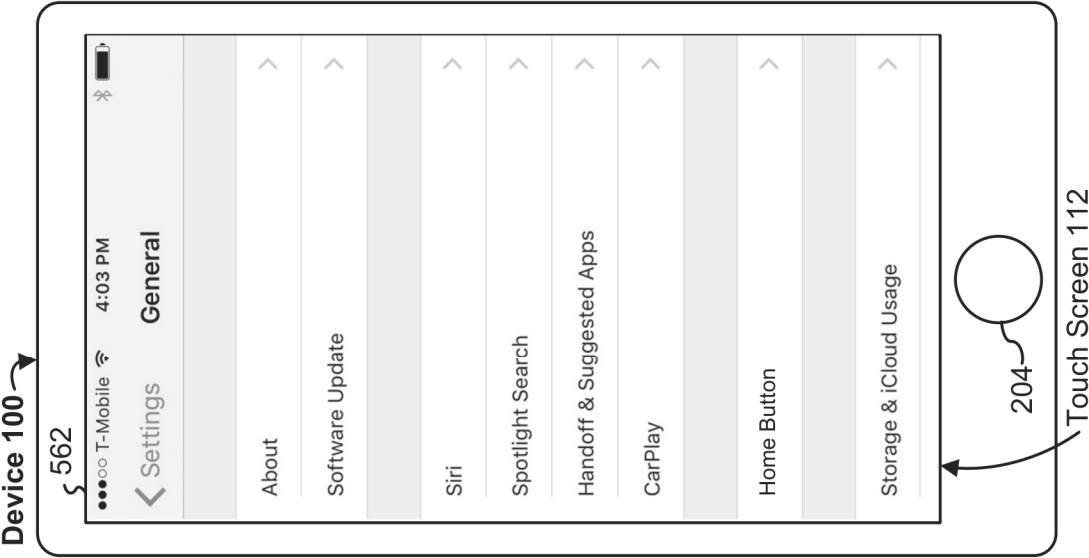 Device 100
562
●●●○○ T-Mobile 4:03 PM
Settings General
About
Software Update
Siri
Spotlight Search
Handoff & Suggested Apps
CarPlay
Home Button
Storage & iCloud Usage
204
Touch Screen 112